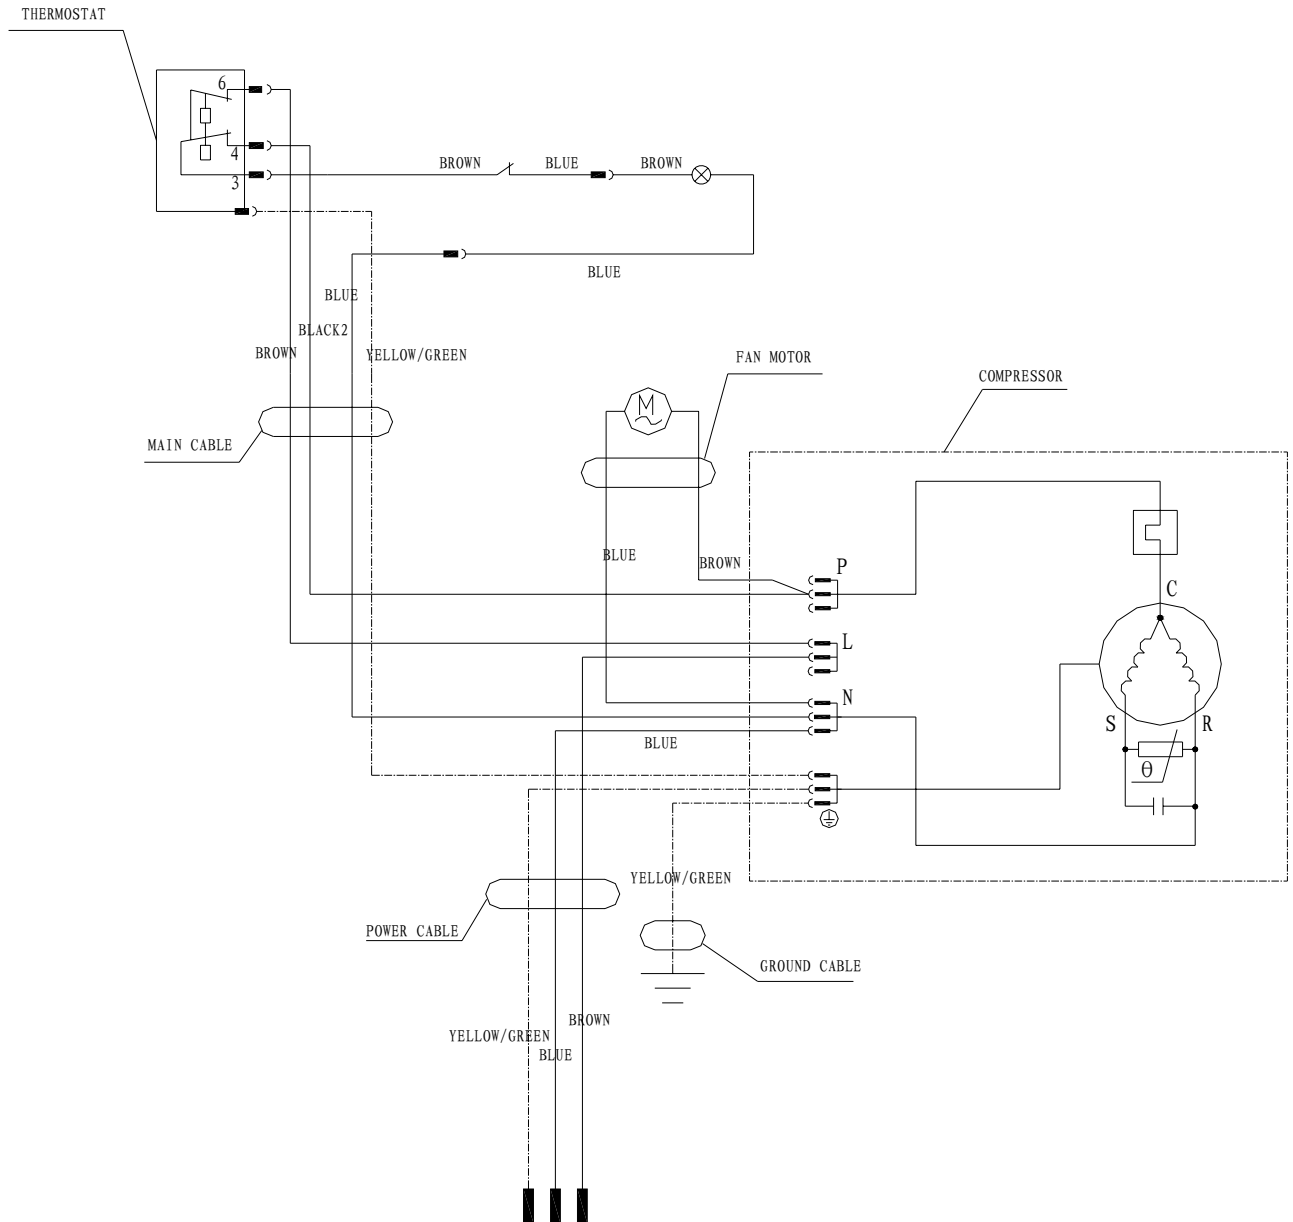 THERMOSTAT
6
4
3
BROWN
BLUE
BROWN
BLUE
BLUE
BLACK2
BROWN
YELLOW/GREEN
FAN MOTOR
COMPRESSOR
M
MAIN CABLE
BLUE
BROWN
P
C
L
N
S
R
BLUE
θ
YELLOW/GREEN
POWER CABLE
GROUND CABLE
BROWN
YELLOW/GREEN
BLUE